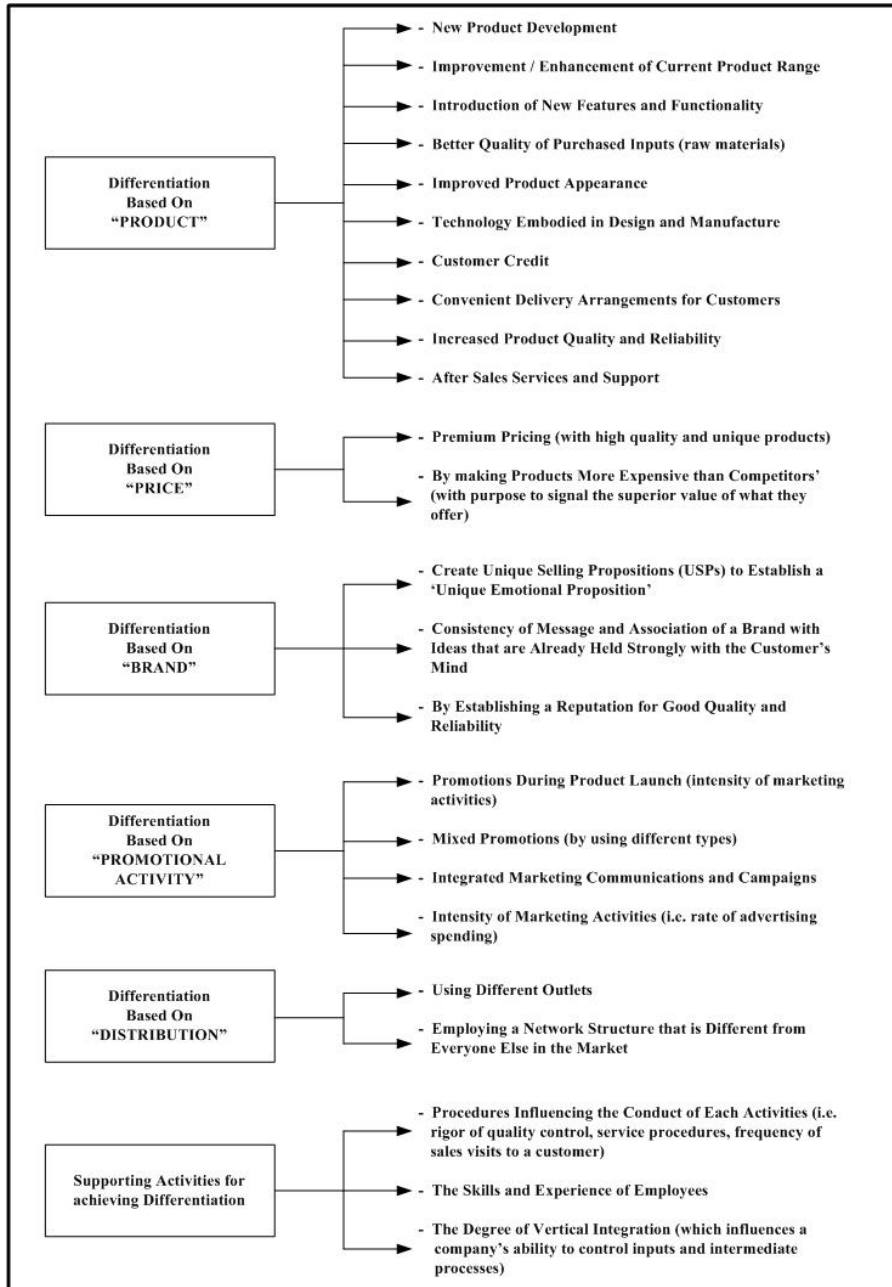 Differentiation
Based On
“PRODUCT”
- New Product Development
- Improvement / Enhancement of Current Product Range
- Introduction of New Features and Functionality
- Better Quality of Purchased Inputs (raw materials)
- Improved Product Appearance
- Technology Embodied in Design and Manufacture
- Customer Credit
- Convenient Delivery Arrangements for Customers
- Increased Product Quality and Reliability
- After Sales Services and Support
Differentiation
Based On
“PRICE”
- Premium Pricing (with high quality and unique products)
- By making Products More Expensive than Competitors’
(with purpose to signal the superior value of what they
offer)
Differentiation
Based On
“BRAND”
- Create Unique Selling Propositions (USPs) to Establish a
‘Unique Emotional Proposition’
- Consistency of Message and Association of a Brand with
Ideas that are Already Held Strongly with the Customer’s
Mind
- By Establishing a Reputation for Good Quality and
Reliability
Differentiation
Based On
“PROMOTIONAL
ACTIVITY”
- Promotions During Product Launch (intensity of marketing
activities)
- Mixed Promotions (by using different types)
- Integrated Marketing Communications and Campaigns
- Intensity of Marketing Activities (i.e. rate of advertising
spending)
Differentiation
Based On
“DISTRIBUTION”
- Using Different Outlets
- Employing a Network Structure that is Different from
Everyone Else in the Market
Supporting Activities for
achieving Differentiation
- Procedures Influencing the Conduct of Each Activities (i.e.
rigor of quality control, service procedures, frequency of
sales visits to a customer)
- The Skills and Experience of Employees
- The Degree of Vertical Integration (which influences a
company’s ability to control inputs and intermediate
processes)